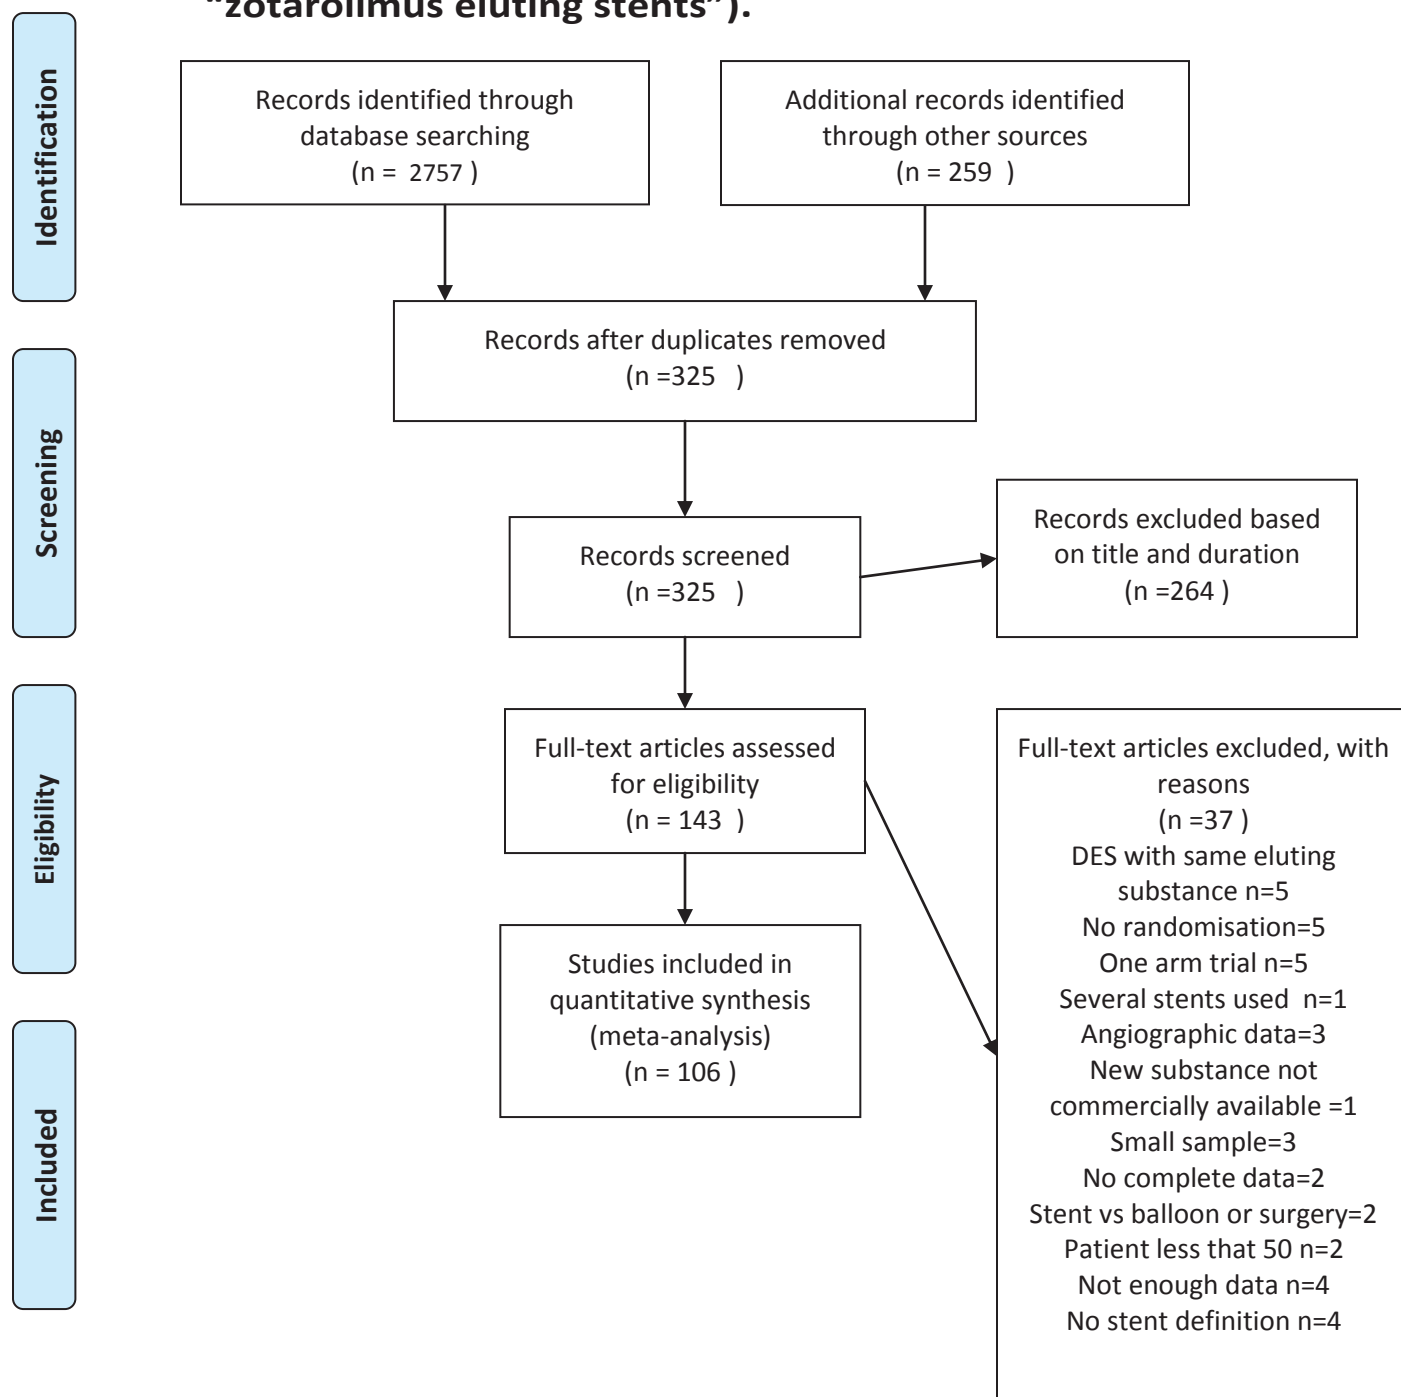 "zotarolimus eluting stents").
Identification
Records identified through
database searching
(n = 2757 )
Additional records identified
through other sources
(n = 259 )
Records after duplicates removed
(n =325 )
Screening
Records screened
(n =325 )
Records excluded based
on title and duration
(n =264 )
Eligibility
Full-text articles assessed
for eligibility
(n = 143 )
Full-text articles excluded, with
reasons
(n =37 )
DES with same eluting
substance n=5
No randomisation=5
One arm trial n=5
Several stents used n=1
Angiographic data=3
New substance not
commercially available =1
Small sample=3
No complete data=2
Stent vs balloon or surgery=2
Patient less that 50 n=2
Not enough data n=4
No stent definition n=4
Included
Studies included in
quantitative synthesis
(meta-analysis)
(n = 106 )